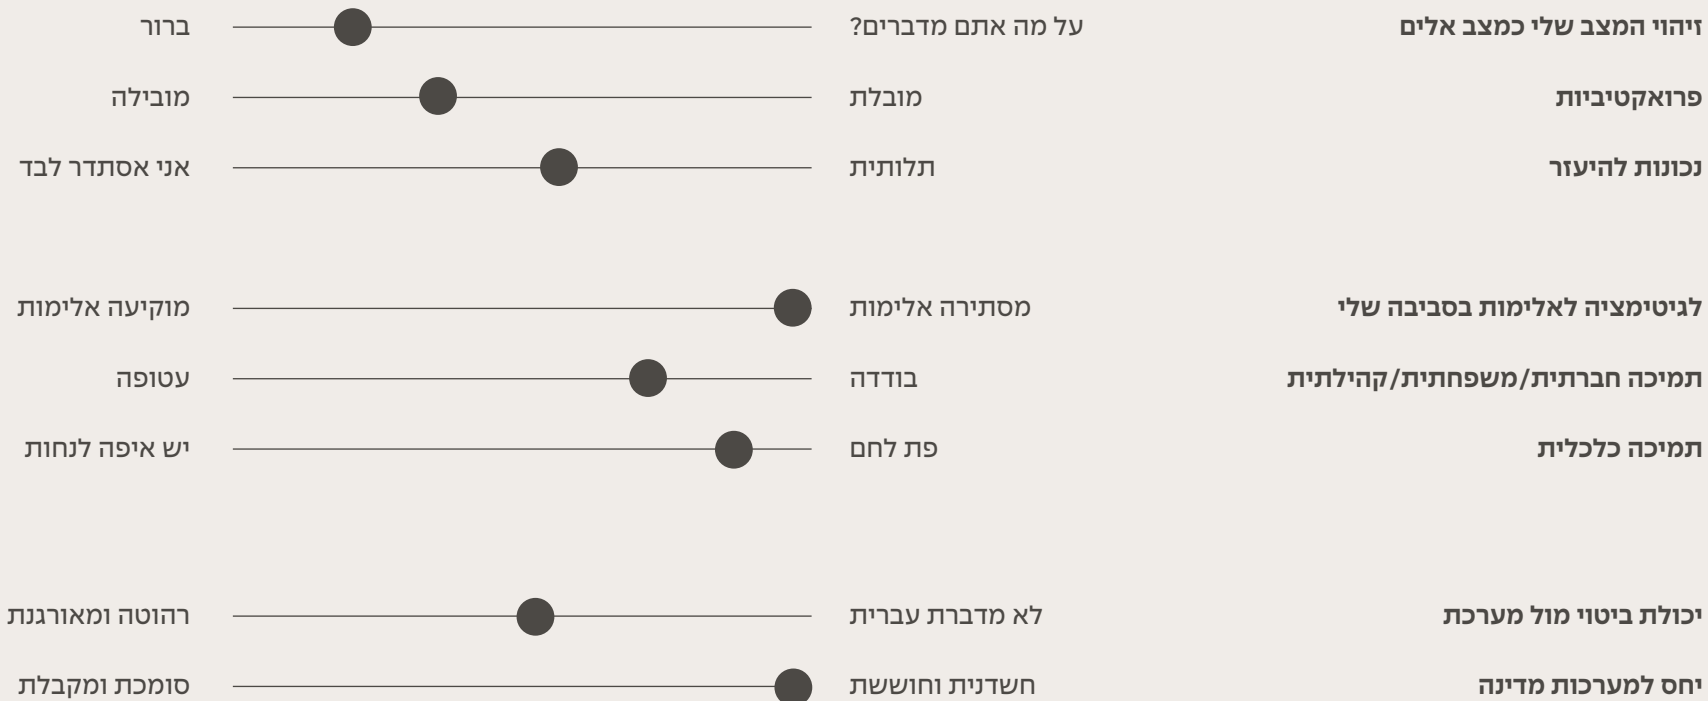 זיהוי המצב שלי כמצב אלים על מה אתם מדברים? ברור
פרואקטיביות מובלת מובילה
נכונות להיעזר תלותית אני אסתדר לבד
לגיטימציה לאלימות בסביבה שלי מסתירה אלימות מוקיעה אלימות
תמיכה חברתית/משפחתית/קהילתית בודדה עטופה
תמיכה כלכלית פת לחם יש איפה לנחות
יכולת ביטוי מול מערכת לא מדברת עברית רהוטה ומאורגנת
יחס למערכות מדינה חשדנית וחוששת סומכת ומקבלת